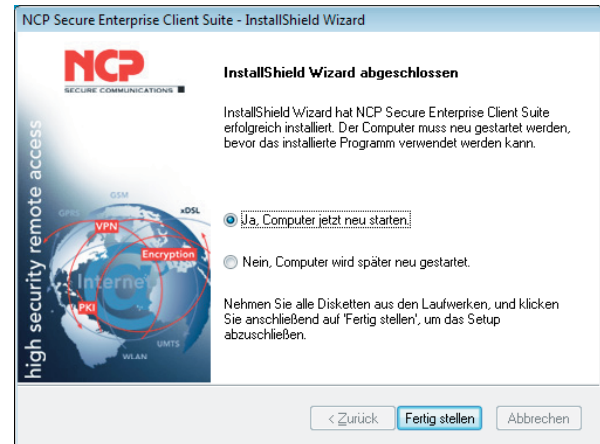 NCP Secure Enterprise Client Suite - InstallShield Wizard
NCP
SECURE COMMUNICATIONS
InstallShield Wizard abgeschlossen
InstallShield Wizard hat NCP Secure Enterprise Client Suite
erfolgreich installiert. Der Computer muss neu gestartet werden,
bevor das installierte Programm verwendet werden kann.
high security remote access
GSM
GPRS
xDSL
VPN
Encryption
Internet
PKI
UMTS
WLAN
Ja, Computer jetzt neu starten.
Nein, Computer wird später neu gestartet.
Nehmen Sie alle Disketten aus den Laufwerken, und klicken
Sie anschließend auf 'Fertig stellen', um das Setup
abzuschließen.
< Zurück
Fertig stellen
Abbrechen